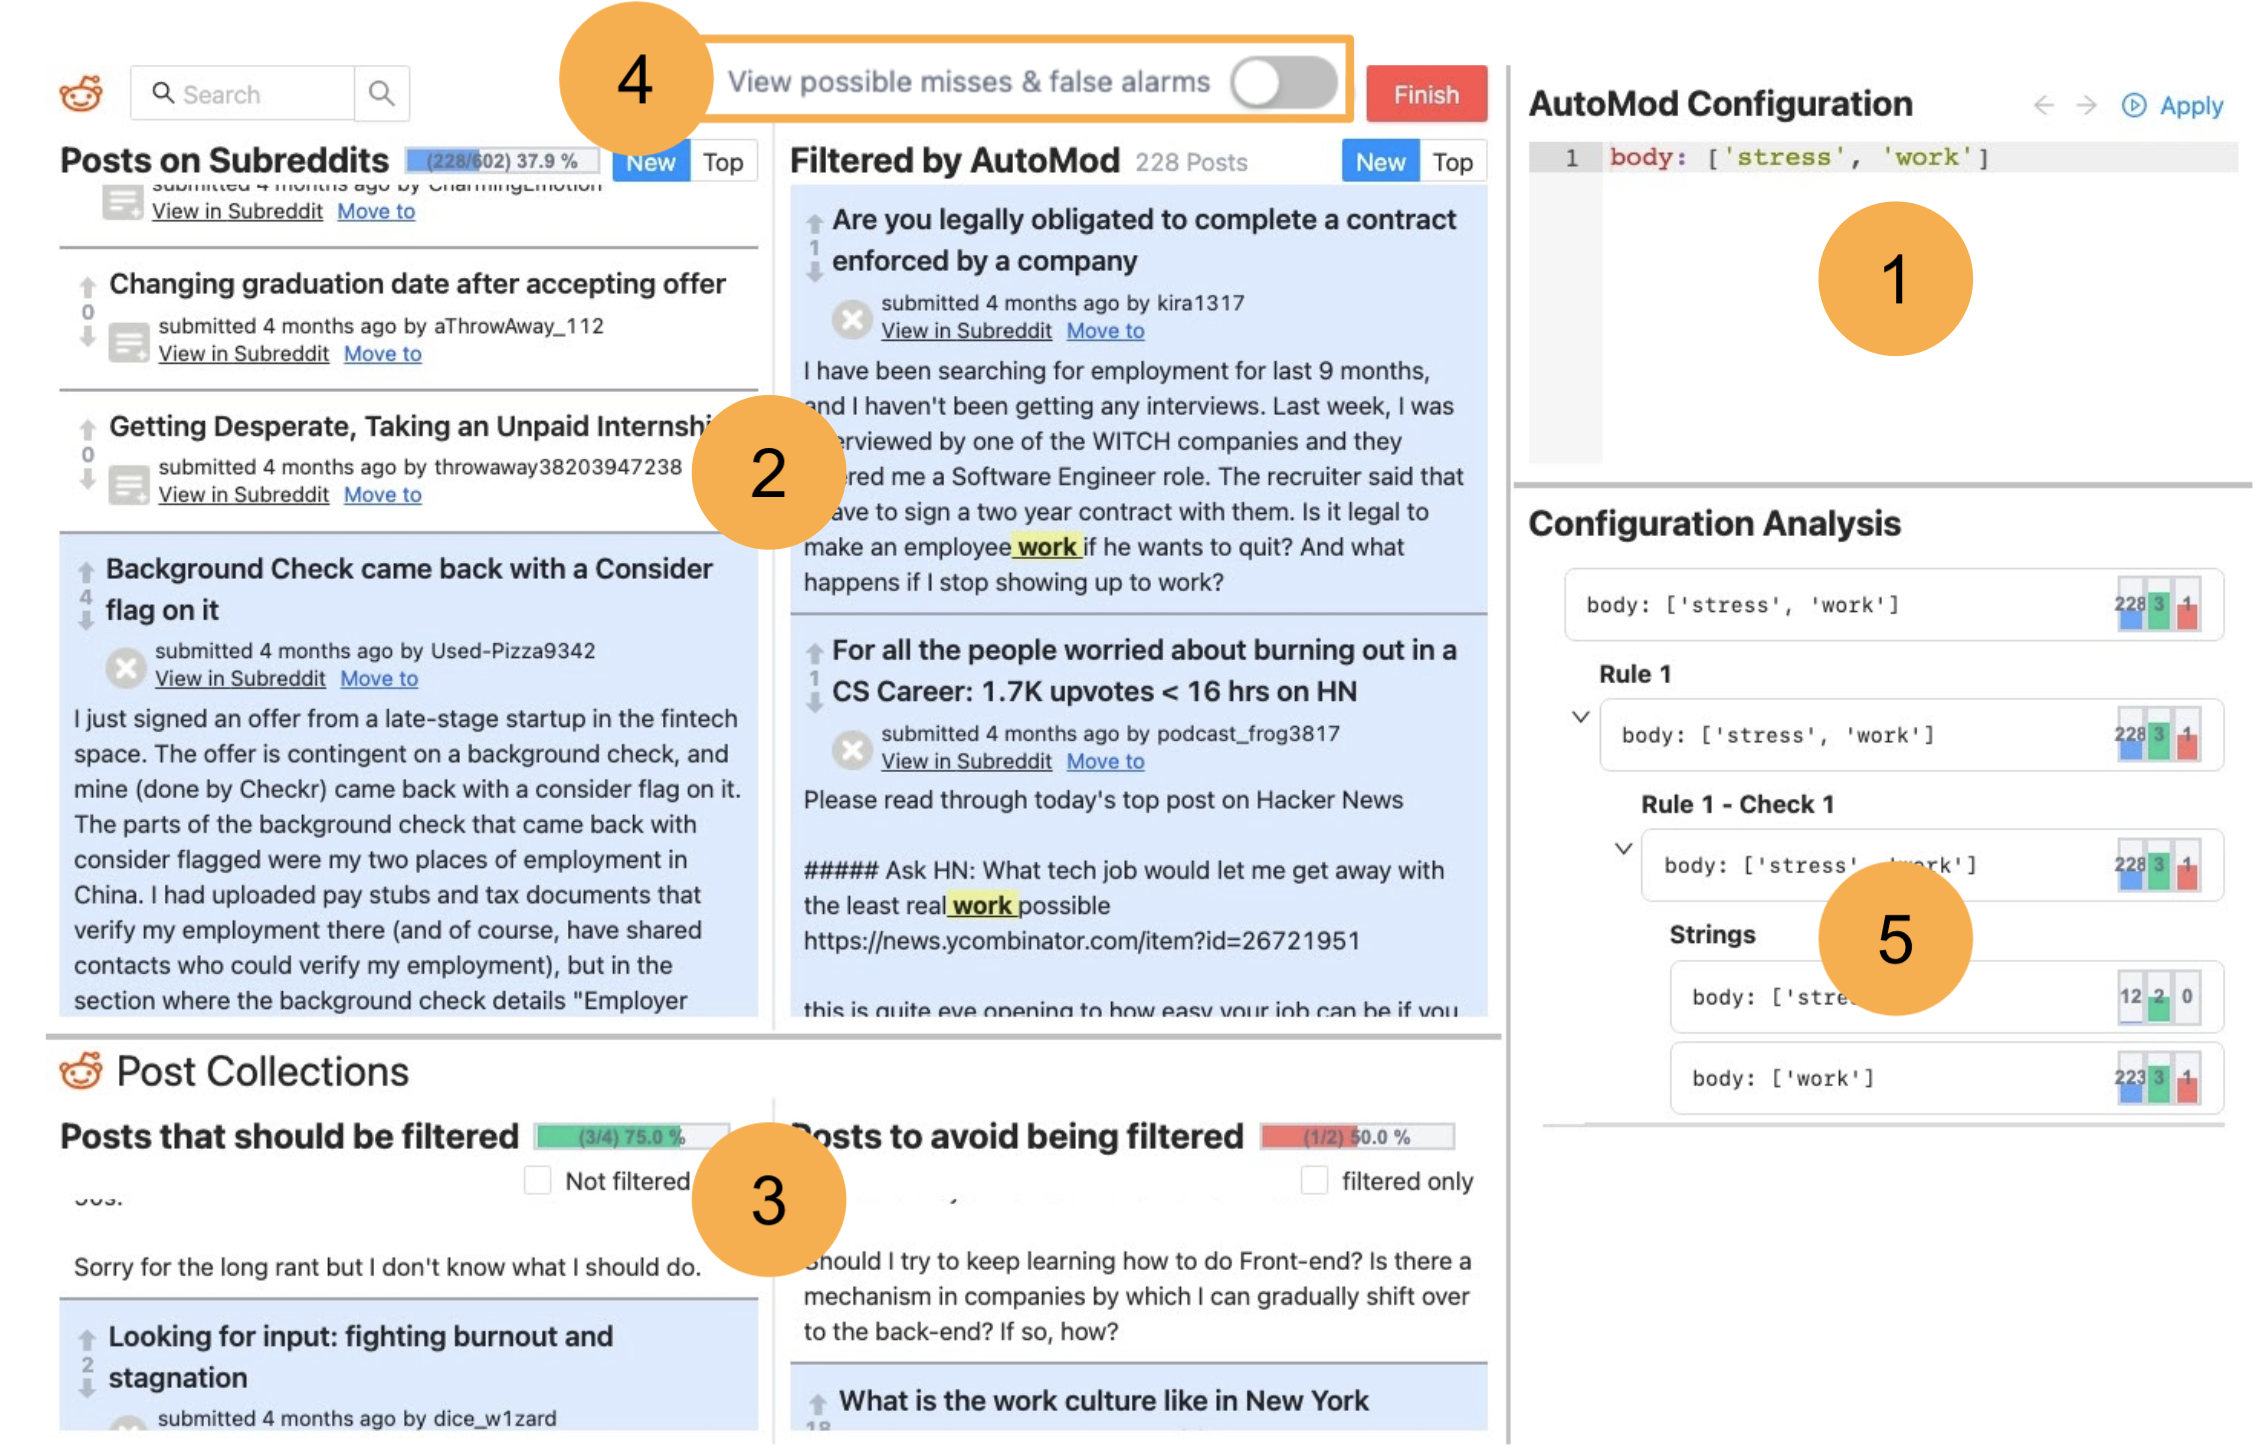 4
View possible misses & false alarms
Search
Finish
Posts on Subreddits (228/602) 37.9 % New Top
submitted 4 months ago by CharmingEmotion
View in Subreddit Move to
0
Changing graduation date after accepting offer
submitted 4 months ago by aThrowAway_112
View in Subreddit Move to
0
Getting Desperate, Taking an Unpaid
submitted 4 months ago by throwaway38203947238
View in Subreddit Move to
4
Background Check came back with a Consider
flag on it
submitted 4 months ago by Used-Pizza9342
View in Subreddit Move to
I just signed an offer from a late-stage startup in the fintech
space. The offer is contingent on a background check, and
mine (done by Checkr) came back with a consider flag on it.
The parts of the background check that came back with
consider flagged were my two places of employment in
China. I had uploaded pay stubs and tax documents that
verify my employment there (and of course, have shared
contacts who could verify my employment), but in the
section where the background check details "Employer
2
Filtered by AutoMod 228 Posts New Top
1
Are you legally obligated to complete a contract
enforced by a company
submitted 4 months ago by kira1317
View in Subreddit Move to
I have been searching for employment for last 9 months,
and I haven't been getting any interviews. Last week, I was
by one of the WITCH companies and they
me a Software Engineer role. The recruiter said that
to sign a two year contract with them. Is it legal to
make an employee work if he wants to quit? And what
happens if I stop showing up to work?
1
For all the people worried about burning out in a
CS Career: 1.7K upvotes < 16 hrs on HN
submitted 4 months ago by podcast_frog3817
View in Subreddit Move to
Please read through today's top post on Hacker News
##### Ask HN: What tech job would let me get away with
the least real work possible
https://news.ycombinator.com/item?id=26721951
this is quite eye opening to how easy your job can be if you
Post Collections
Posts that should be filtered (3/4) 75.0 %
Not filtered
Sorry for the long rant but I don't know what I should do.
2
Looking for input: fighting burnout and
stagnation
submitted 4 months ago by dice_w1zard
3
Posts to avoid being filtered (1/2) 50.0 %
filtered only
Should I try to keep learning how to do Front-end? Is there a
mechanism in companies by which I can gradually shift over
to the back-end? If so, how?
18
What is the work culture like in New York
AutoMod Configuration Apply
1 body: ['stress', 'work']
1
Configuration Analysis
body: ['stress', 'work'] 228 3 1
Rule 1
body: ['stress', 'work'] 228 3 1
Rule 1 - Check 1
body: ['stress', 'work'] 228 3 1
5
Strings
body: ['stre 12 2 0
body: ['work'] 223 3 1